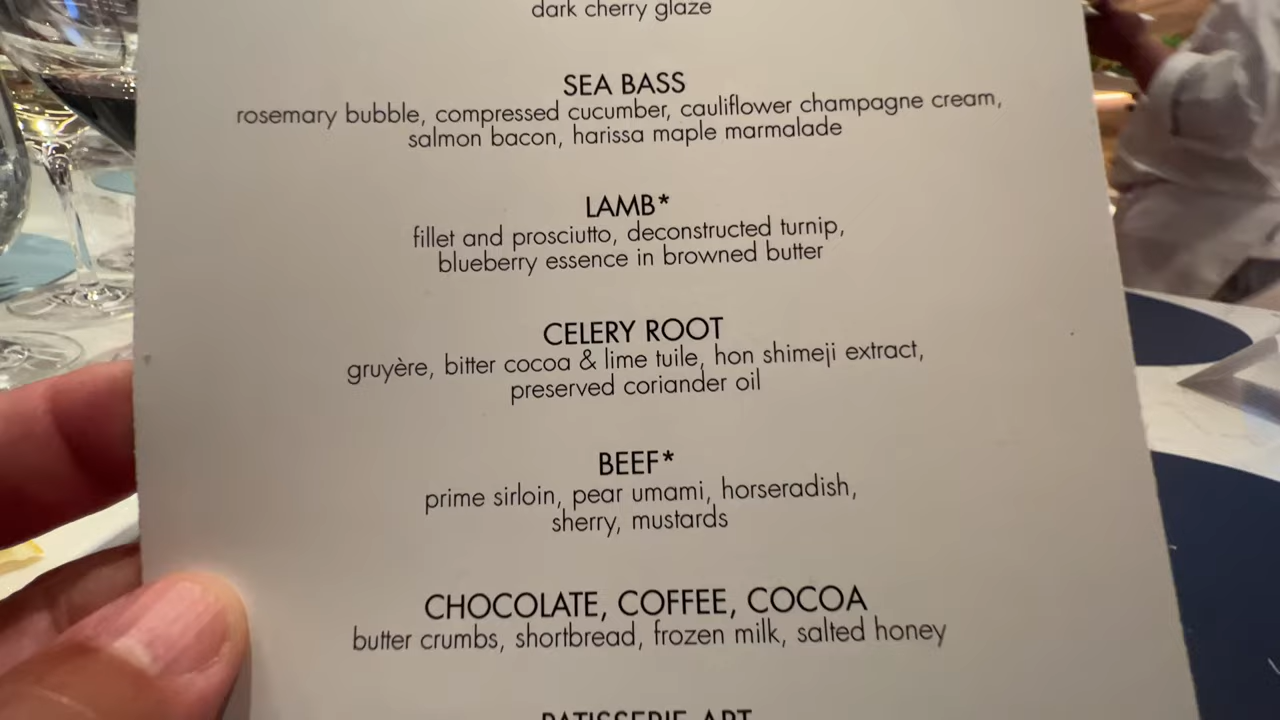 dark cherry glaze
SEA BASS
rosemary bubble, compressed cucumber, cauliflower champagne cream,
salmon bacon, harissa maple marmalade
LAMB*
fillet and prosciutto, deconstructed turnip,
blueberry essence in browned butter
CELERY ROOT
gruyère, bitter cocoa & lime tuile, hon shimeji extract,
preserved coriander oil
BEEF*
prime sirloin, pear umami, horseradish,
sherry, mustards
CHOCOLATE, COFFEE, COCOA
butter crumbs, shortbread, frozen milk, salted honey
PATISSERIE ART